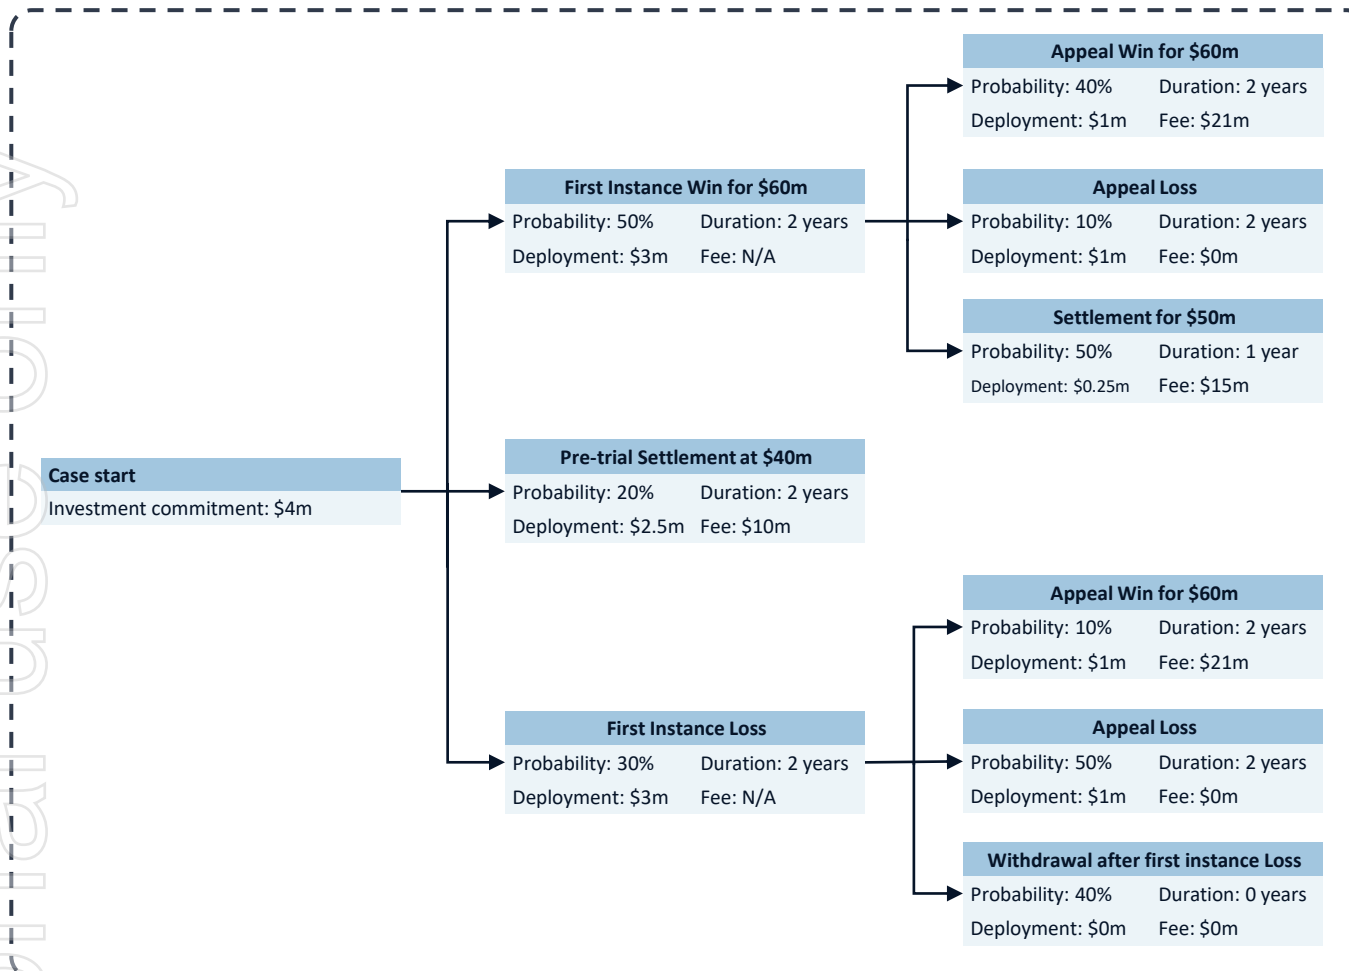 Appeal Win for $60m
Probability: 40% Duration: 2 years
Deployment: $1m Fee: $21m
First Instance Win for $60m
Probability: 50% Duration: 2 years
Deployment: $3m Fee: N/A
Appeal Loss
Probability: 10% Duration: 2 years
Deployment: $1m Fee: $0m
Settlement for $50m
Probability: 50% Duration: 1 year
Deployment: $0.25m Fee: $15m
Case start
Investment commitment: $4m
Pre-trial Settlement at $40m
Probability: 20% Duration: 2 years
Deployment: $2.5m Fee: $10m
Appeal Win for $60m
Probability: 10% Duration: 2 years
Deployment: $1m Fee: $21m
First Instance Loss
Probability: 30% Duration: 2 years
Deployment: $3m Fee: N/A
Appeal Loss
Probability: 50% Duration: 2 years
Deployment: $1m Fee: $0m
Withdrawal after first instance Loss
Probability: 40% Duration: 0 years
Deployment: $0m Fee: $0m
use only